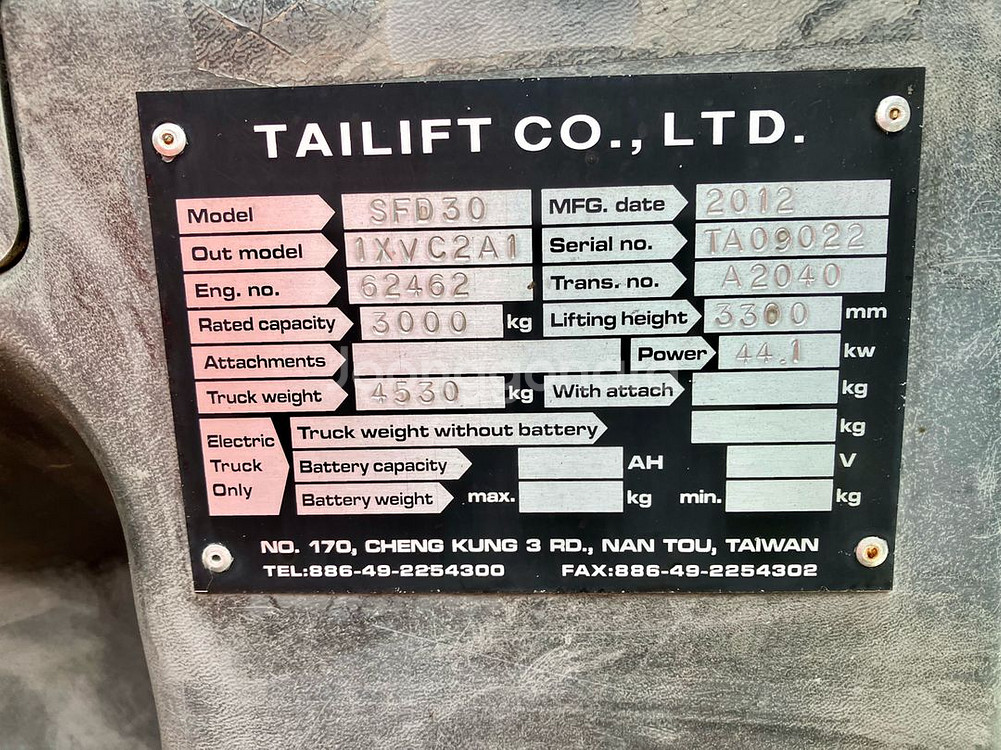 TAILIFT CO., LTD.
Model SFD30 MFG. date 2012
Out model 1XVC2A1 Serial no. TA09022
Eng. no. 62462 Trans. no. A2040
Rated capacity 3000 kg Lifting height 3300 mm
Attachments Power 44.1 kw
Truck weight 4530 kg With attach kg
Electric Truck Only
Truck weight without battery kg
Battery capacity AH V
Battery weight max. kg min. kg
NO. 170, CHENG KUNG 3 RD., NAN TOU, TAIWAN
TEL:886-49-2254300 FAX:886-49-2254302